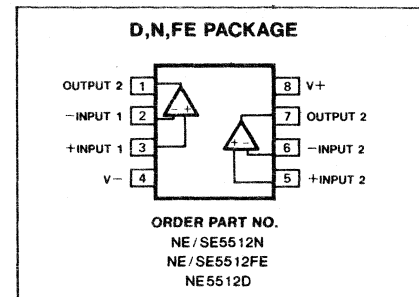 D,N,FE PACKAGE
OUTPUT 2 1
8 V+
−INPUT 1 2
7 OUTPUT 2
+INPUT 1 3
6 −INPUT 2
V− 4
5 +INPUT 2
− +
+ −
ORDER PART NO.
NE/SE5512N
NE/SE5512FE
NE5512D